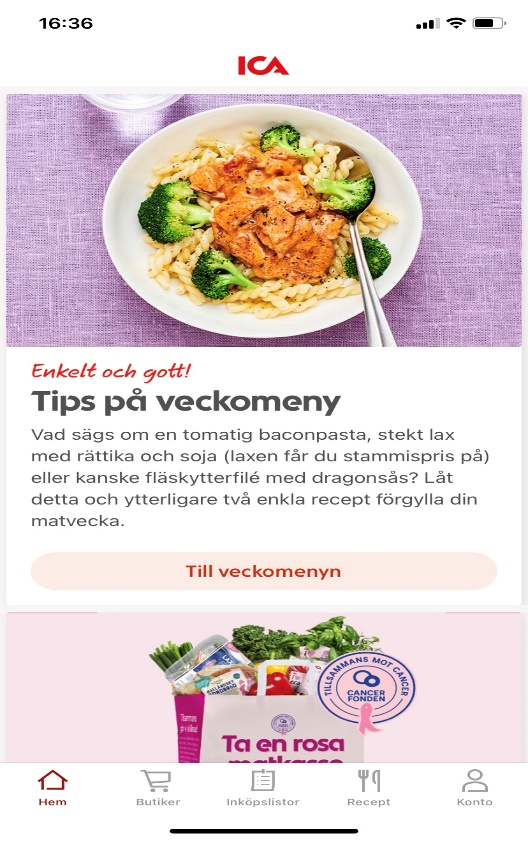 16:36
ICA
Enkelt och gott!
Tips på veckomeny
Vad sägs om en tomatig baconpasta, stekt lax
med rättika och soja (laxen får du stammispris på)
eller kanske fläskytterfilé med dragonsås? Låt
detta och ytterligare två enkla recept förgylla din
matvecka.
Till veckomenyn
TILLSAMMANS MOT CANCER
CANCER
FONDEN
Ta en rosa
matkasse
Hem
Butiker
Inköpslistor
Recept
Konto